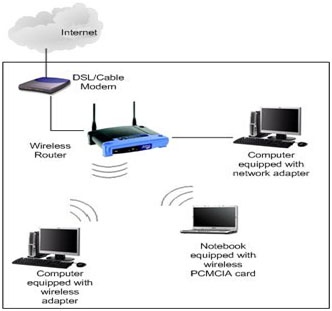 Internet
DSL/Cable
Modem
Wireless
Router
Computer
equipped with
network adapter
Notebook
equipped with
wireless
PCMCIA card
Computer
equipped with
wireless
adapter